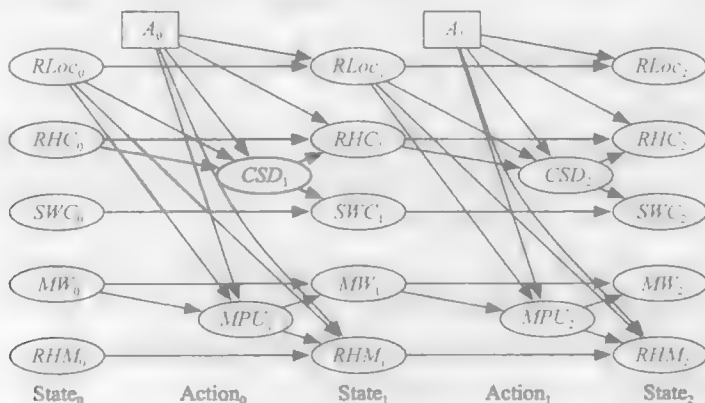 A₀ A₁
RLoc₀ RLoc₁ RLoc₂
RHC₀ RHC₁ RHC₂
CSD₁ CSD₂
SWC₀ SWC₁ SWC₂
MW₀ MW₁ MW₂
MPU₁ MPU₂
RHM₀ RHM₁ RHM₂
State₀ Action₀ State₁ Action₁ State₂